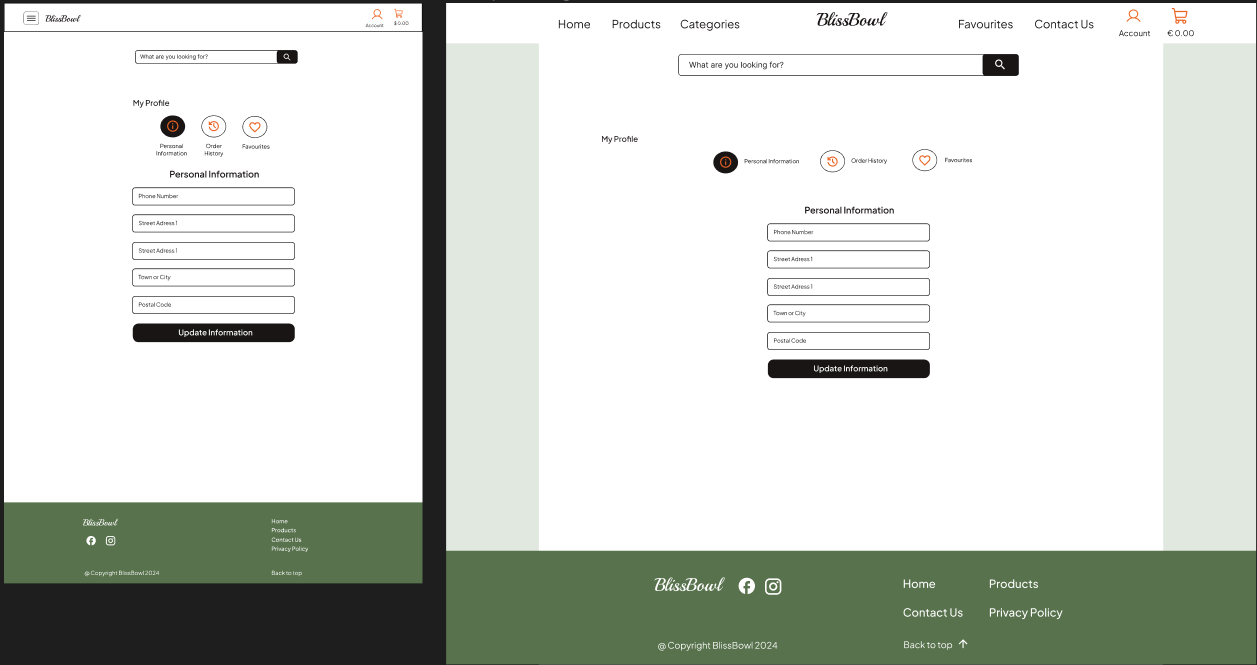 BlissBowl
Account
$ 0.00
What are you looking for?
My Profile
Personal
Information
Order
History
Favourites
Personal Information
Phone Number
Street Adress 1
Street Adress 1
Town or City
Postal Code
Update Information
BlissBowl
Home
Products
Contact Us
Privacy Policy
@ Copyright BlissBowl 2024
Back to top
Home Products Categories BlissBowl Favourites Contact Us
Account
€ 0.00
What are you looking for?
My Profile
Personal Information Order History Favourites
Personal Information
Phone Number
Street Adress 1
Street Adress 1
Town or City
Postal Code
Update Information
BlissBowl
Home Products
Contact Us Privacy Policy
@ Copyright BlissBowl 2024
Back to top